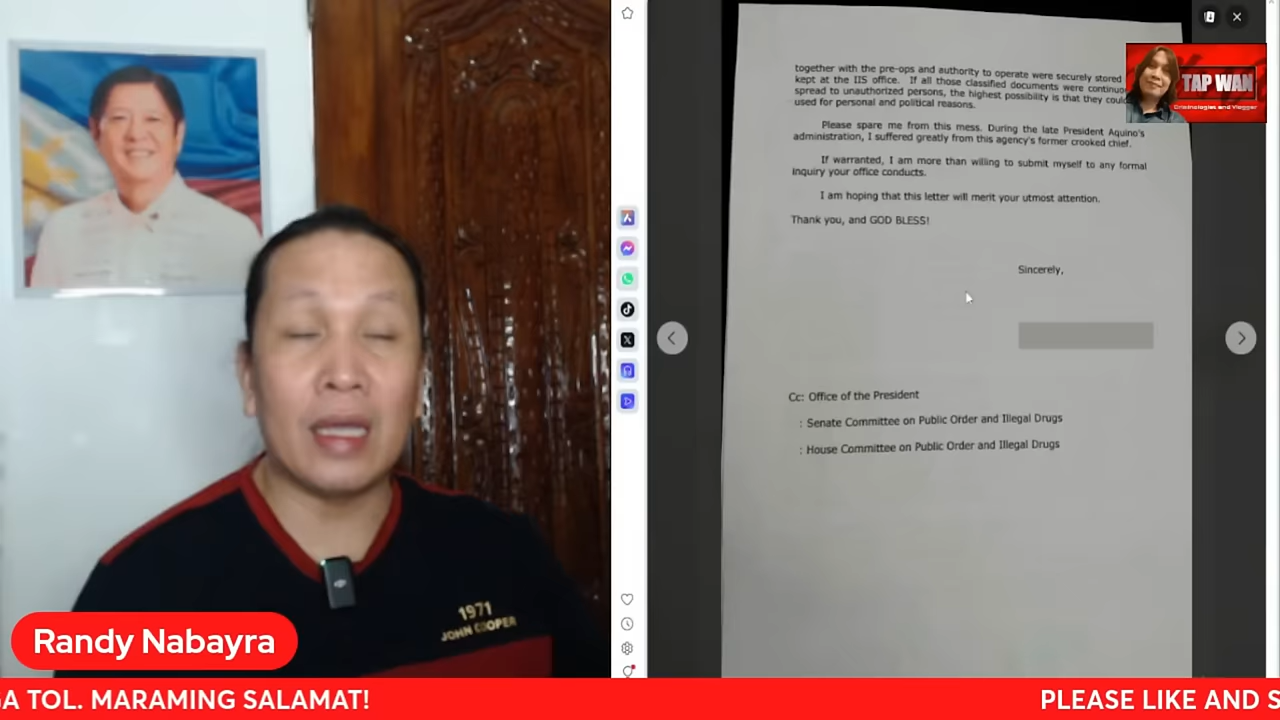 together with the pre-ops and authority to operate were securely stored
kept at the IIS office. If all those classified documents were
spread to unauthorized persons, the highest possibility is that they
used for personal and political reasons.
Please spare me from this mess. During the late President Aquino's
administration, I suffered greatly from this agency's former crooked chief.
If warranted, I am more than willing to submit myself to any formal
inquiry your office conducts.
I am hoping that this letter will merit your utmost attention.
Thank you, and GOD BLESS!
Sincerely,
Cc: Office of the President
: Senate Committee on Public Order and Illegal Drugs
: House Committee on Public Order and Illegal Drugs
TAP WAN
Criminologist and Vlogger
1971
JOHN COOPER
Randy Nabayra
GA TOL. MARAMING SALAMAT!
PLEASE LIKE AND S